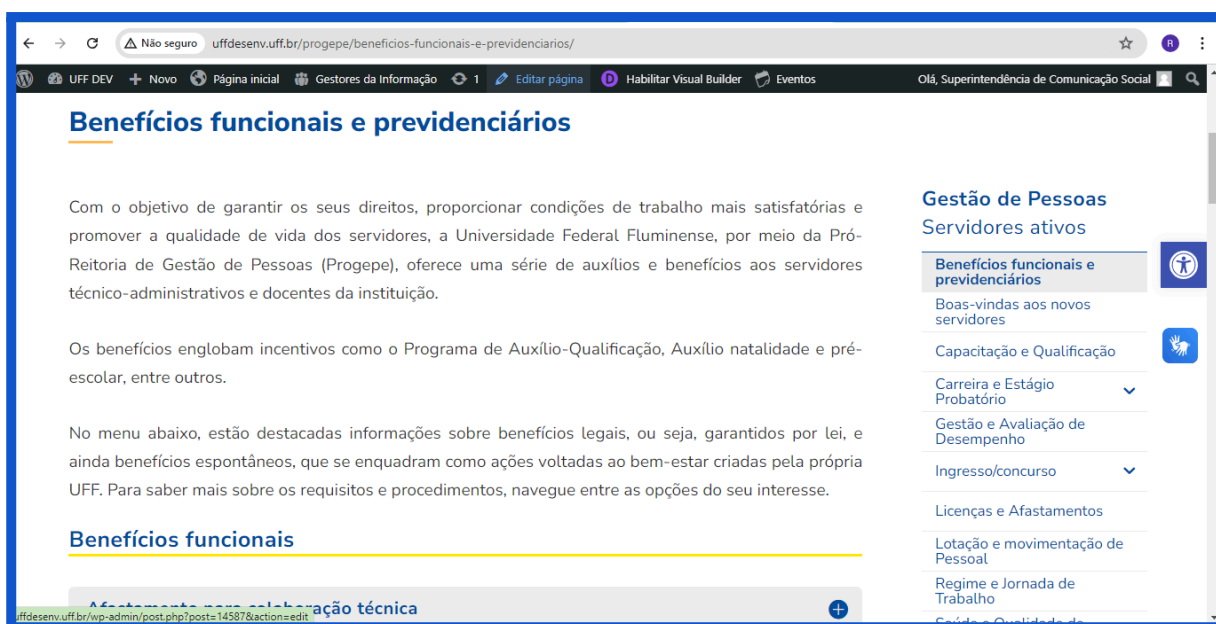 Não seguro uffdesenv.uff.br/progepe/beneficios-funcionais-e-previdenciarios/ R
UFF DEV + Novo Página inicial Gestores da Informação 1 Editar página D Habilitar Visual Builder Eventos Olá, Superintendência de Comunicação Social
Benefícios funcionais e previdenciários
Com o objetivo de garantir os seus direitos, proporcionar condições de trabalho mais satisfatórias e
promover a qualidade de vida dos servidores, a Universidade Federal Fluminense, por meio da Pró-
Reitoria de Gestão de Pessoas (Progepe), oferece uma série de auxílios e benefícios aos servidores
técnico-administrativos e docentes da instituição.
Os benefícios englobam incentivos como o Programa de Auxílio-Qualificação, Auxílio natalidade e pré-
escolar, entre outros.
No menu abaixo, estão destacadas informações sobre benefícios legais, ou seja, garantidos por lei, e
ainda benefícios espontâneos, que se enquadram como ações voltadas ao bem-estar criadas pela própria
UFF. Para saber mais sobre os requisitos e procedimentos, navegue entre as opções do seu interesse.
Benefícios funcionais
Afastamento para colaboração técnica
uffdesenv.uff.br/wp-admin/post.php?post=14587&action=edit
Gestão de Pessoas
Servidores ativos
Benefícios funcionais e
previdenciários
Boas-vindas aos novos
servidores
Capacitação e Qualificação
Carreira e Estágio
Probatório
Gestão e Avaliação de
Desempenho
Ingresso/concurso
Licenças e Afastamentos
Lotação e movimentação de
Pessoal
Regime e Jornada de
Trabalho
Saúde e Qualidade de